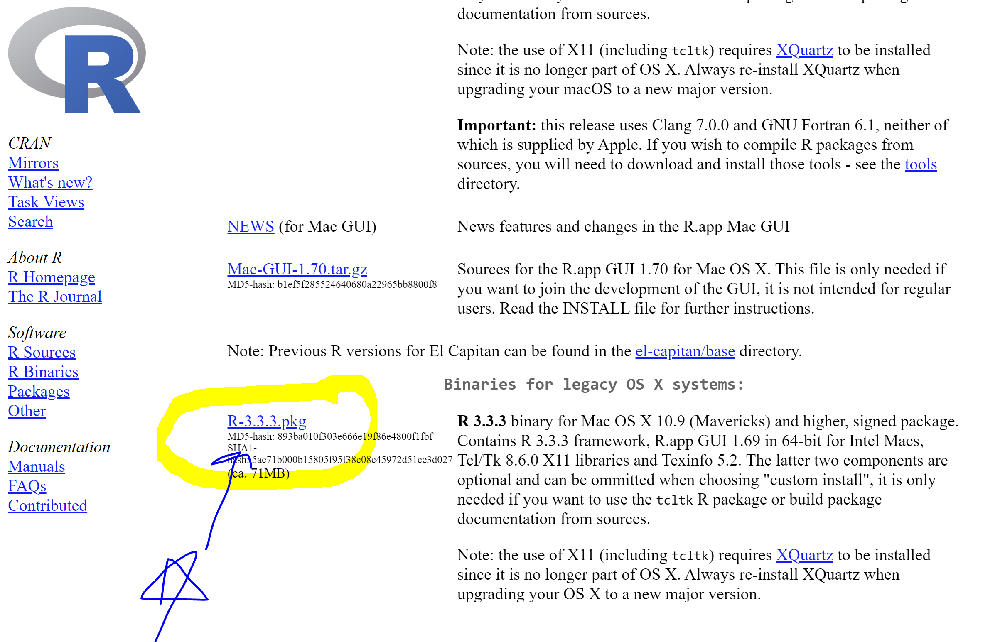 R
documentation from sources.
Note: the use of X11 (including tcltk) requires XQuartz to be installed
since it is no longer part of OS X. Always re-install XQuartz when
upgrading your macOS to a new major version.
Important: this release uses Clang 7.0.0 and GNU Fortran 6.1, neither of
which is supplied by Apple. If you wish to compile R packages from
sources, you will need to download and install those tools - see the tools
directory.
CRAN
Mirrors
What's new?
Task Views
Search
About R
R Homepage
The R Journal
Software
R Sources
R Binaries
Packages
Other
Documentation
Manuals
FAQs
Contributed
NEWS (for Mac GUI)
News features and changes in the R.app Mac GUI
Mac-GUI-1.70.tar.gz
MD5-hash: b1ef5f285524640680a22965bb8800f8
Sources for the R.app GUI 1.70 for Mac OS X. This file is only needed if
you want to join the development of the GUI, it is not intended for regular
users. Read the INSTALL file for further instructions.
Note: Previous R versions for El Capitan can be found in the el-capitan/base directory.
Binaries for legacy OS X systems:
R-3.3.3.pkg
MD5-hash: 893ba010f303e666e19f86e4800f1fbf
SHA1-
hash: 5ae71b000b15805f95f38c08c45972d51ce3d027
(ca. 71MB)
R 3.3.3 binary for Mac OS X 10.9 (Mavericks) and higher, signed package.
Contains R 3.3.3 framework, R.app GUI 1.69 in 64-bit for Intel Macs,
Tcl/Tk 8.6.0 X11 libraries and Texinfo 5.2. The latter two components are
optional and can be ommitted when choosing "custom install", it is only
needed if you want to use the tcltk R package or build package
documentation from sources.
Note: the use of X11 (including tcltk) requires XQuartz to be installed
since it is no longer part of OS X. Always re-install XQuartz when
upgrading your OS X to a new major version.